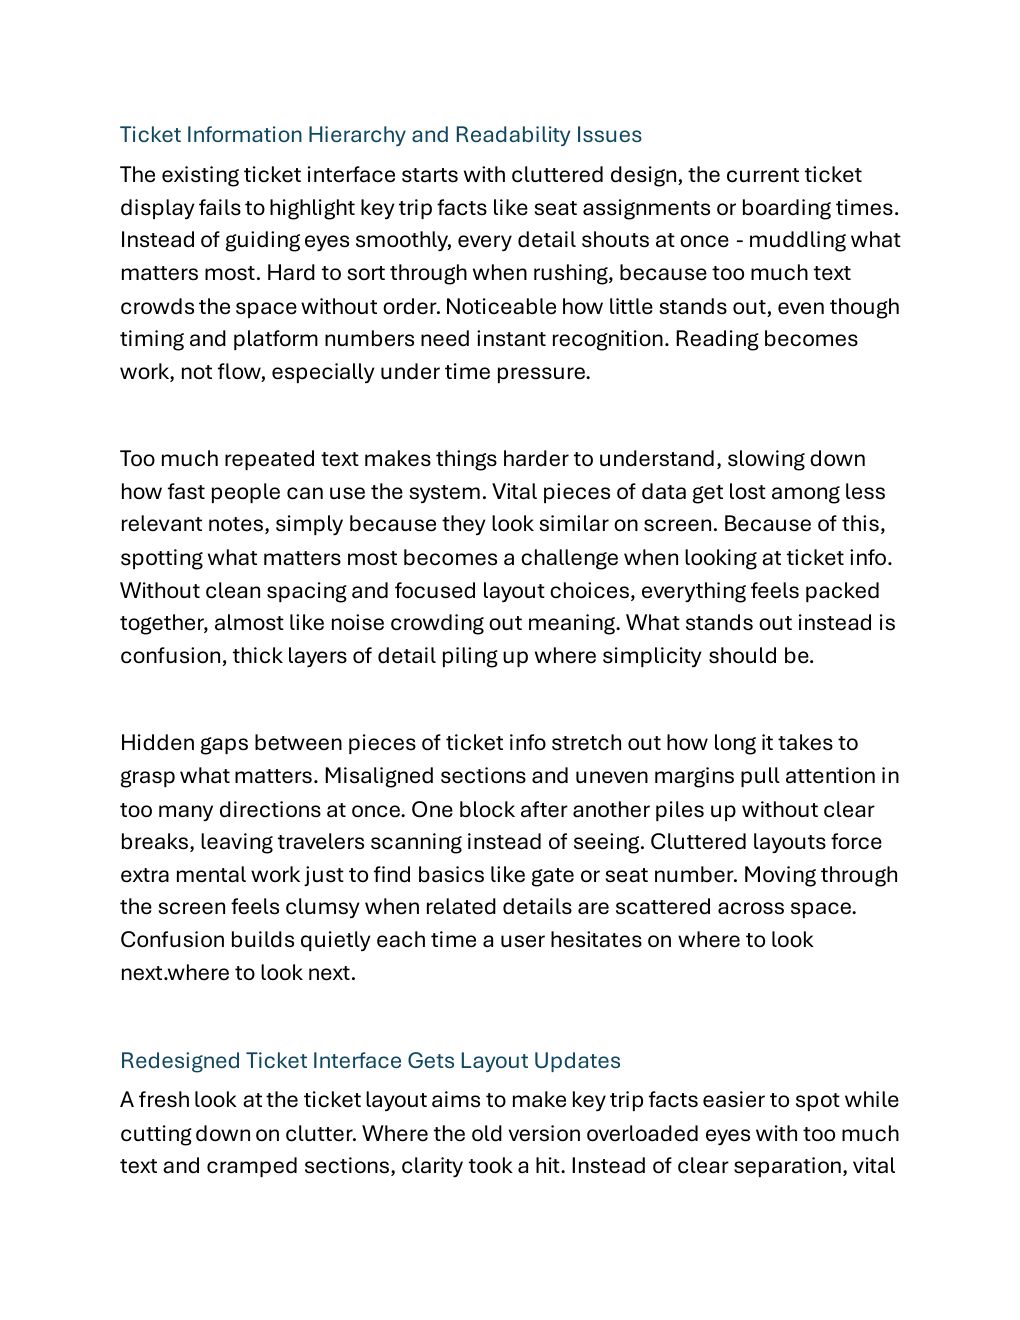 Ticket Information Hierarchy and Readability Issues
The existing ticket interface starts with cluttered design, the current ticket
display fails to highlight key trip facts like seat assignments or boarding times.
Instead of guiding eyes smoothly, every detail shouts at once - muddling what
matters most. Hard to sort through when rushing, because too much text
crowds the space without order. Noticeable how little stands out, even though
timing and platform numbers need instant recognition. Reading becomes
work, not flow, especially under time pressure.
Too much repeated text makes things harder to understand, slowing down
how fast people can use the system. Vital pieces of data get lost among less
relevant notes, simply because they look similar on screen. Because of this,
spotting what matters most becomes a challenge when looking at ticket info.
Without clean spacing and focused layout choices, everything feels packed
together, almost like noise crowding out meaning. What stands out instead is
confusion, thick layers of detail piling up where simplicity should be.
Hidden gaps between pieces of ticket info stretch out how long it takes to
grasp what matters. Misaligned sections and uneven margins pull attention in
too many directions at once. One block after another piles up without clear
breaks, leaving travelers scanning instead of seeing. Cluttered layouts force
extra mental work just to find basics like gate or seat number. Moving through
the screen feels clumsy when related details are scattered across space.
Confusion builds quietly each time a user hesitates on where to look
next.where to look next.
Redesigned Ticket Interface Gets Layout Updates
A fresh look at the ticket layout aims to make key trip facts easier to spot while
cutting down on clutter. Where the old version overloaded eyes with too much
text and cramped sections, clarity took a hit. Instead of clear separation, vital